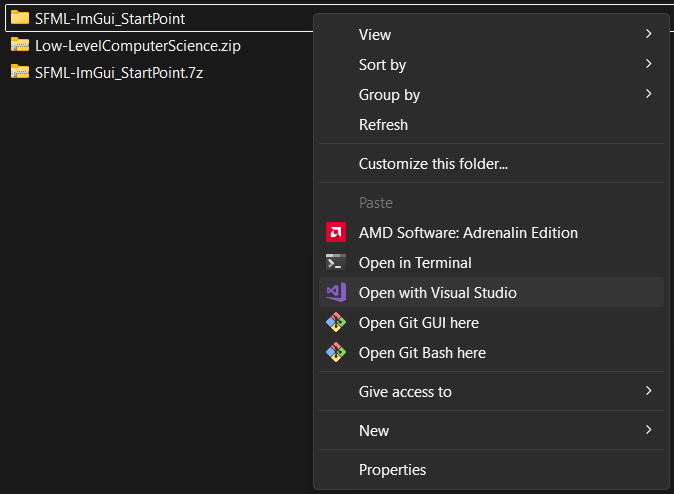 SFML-ImGui_StartPoint
Low-LevelComputerScience.zip
SFML-ImGui_StartPoint.7z
View
Sort by
Group by
Refresh
Customize this folder...
Paste
AMD Software: Adrenalin Edition
Open in Terminal
Open with Visual Studio
Open Git GUI here
Open Git Bash here
Give access to
New
Properties